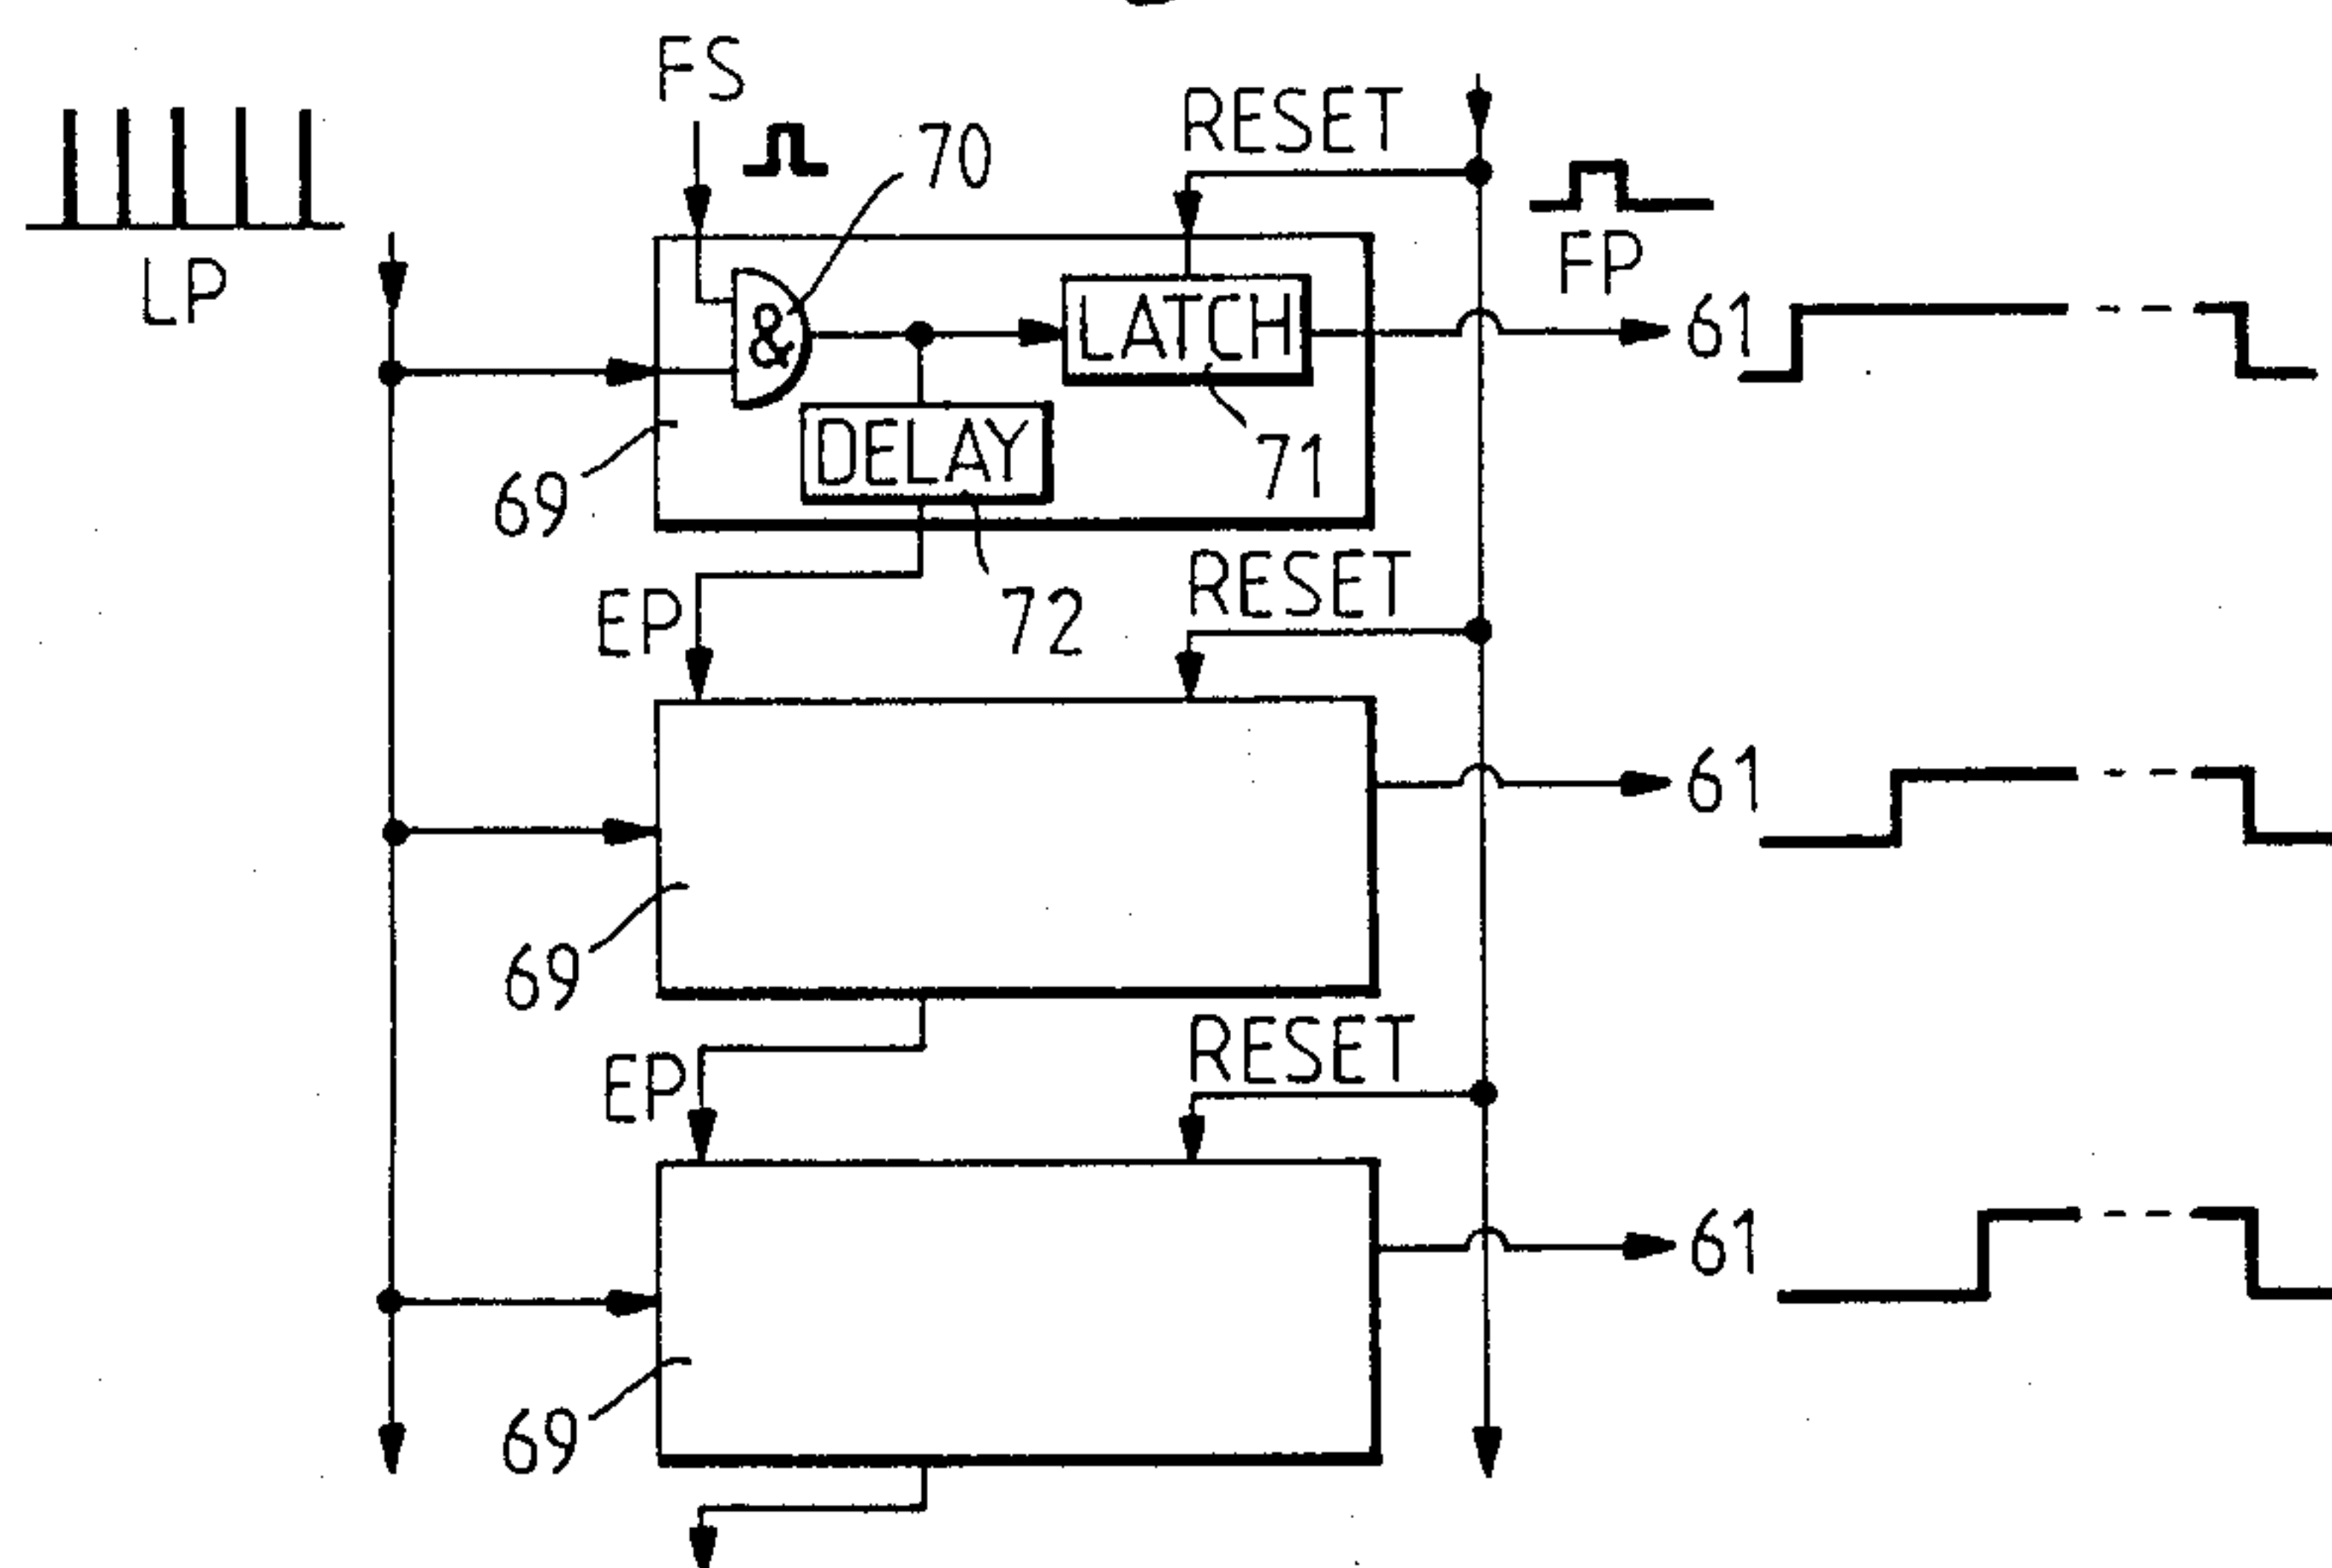 FS
RESET
70
LP
FP
&
LATCH
61
DELAY
71
69
RESET
EP
72
61
69
RESET
EP
61
69